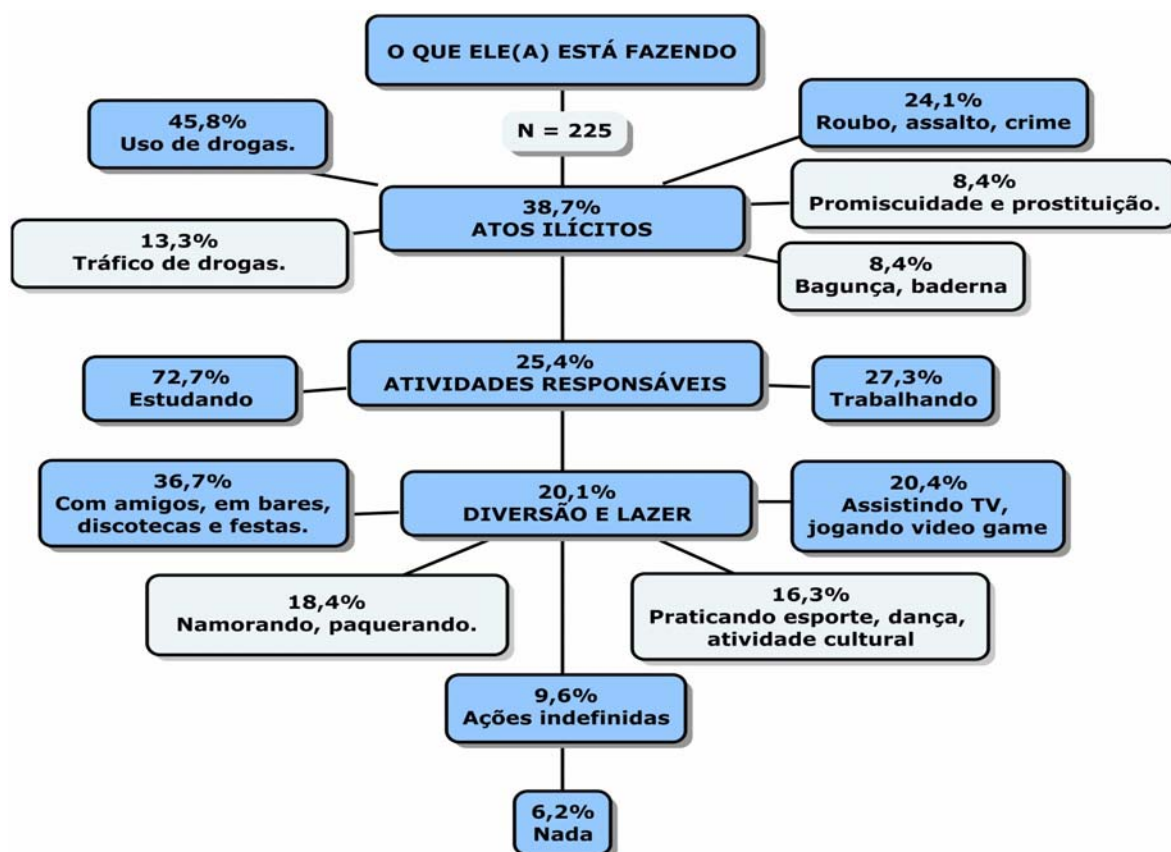 O QUE ELE(A) ESTÁ FAZENDO
N = 225
45,8%
Uso de drogas.
24,1%
Roubo, assalto, crime
38,7%
ATOS ILÍCITOS
8,4%
Promiscuidade e prostituição.
13,3%
Tráfico de drogas.
8,4%
Bagunça, baderna
25,4%
ATIVIDADES RESPONSÁVEIS
72,7%
Estudando
27,3%
Trabalhando
36,7%
Com amigos, em bares,
discotecas e festas.
20,1%
DIVERSÃO E LAZER
20,4%
Assistindo TV,
jogando video game
18,4%
Namorando, paquerando.
16,3%
Praticando esporte, dança,
atividade cultural
9,6%
Ações indefinidas
6,2%
Nada